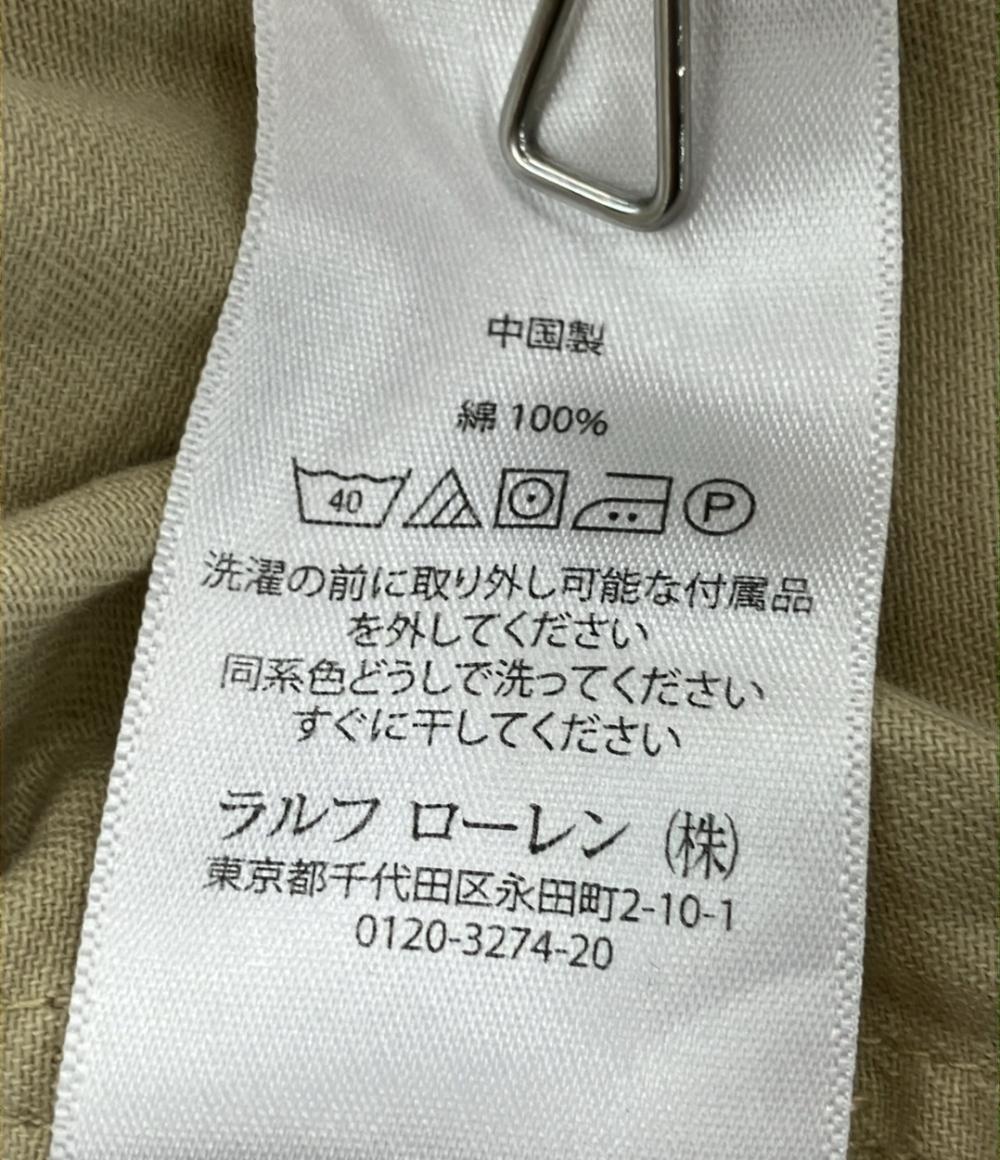 中国製
綿 100%
40 P
洗濯の前に取り外し可能な付属品
を外してください
同系色どうしで洗ってください
すぐに干してください
ラルフ ローレン (株)
東京都千代田区永田町2-10-1
0120-3274-20